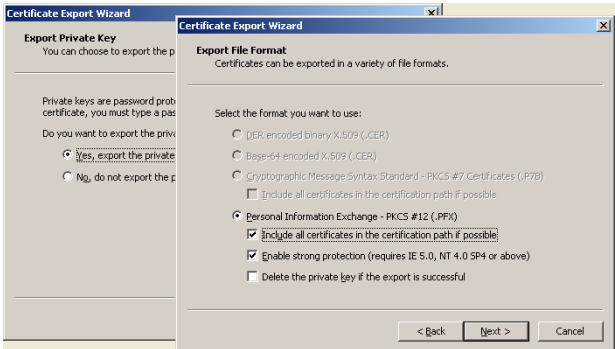 Certificate Export Wizard
Export Private Key
You can choose to export the p
Private keys are password prot
certificate, you must type a pas
Do you want to export the priva
Yes, export the private
No, do not export the p
Certificate Export Wizard
Export File Format
Certificates can be exported in a variety of file formats.
Select the format you want to use:
DER encoded binary X.509 (.CER)
Base-64 encoded X.509 (.CER)
Cryptographic Message Syntax Standard - PKCS #7 Certificates (.P7B)
Include all certificates in the certification path if possible
Personal Information Exchange - PKCS #12 (.PFX)
Include all certificates in the certification path if possible
Enable strong protection (requires IE 5.0, NT 4.0 SP4 or above)
Delete the private key if the export is successful
< Back Next > Cancel